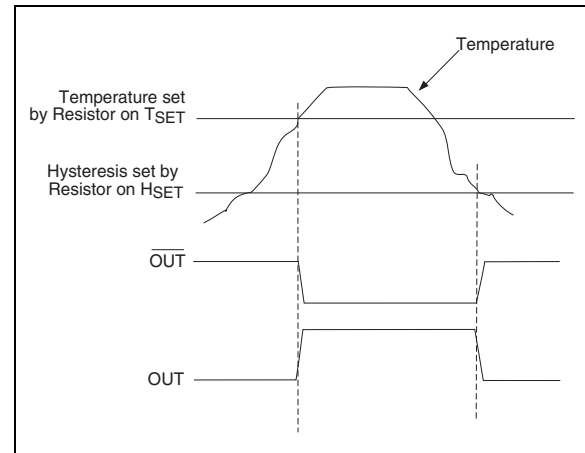 Temperature
Temperature set
by Resistor on TSET
Hysteresis set by
Resistor on HSET
OUT
OUT